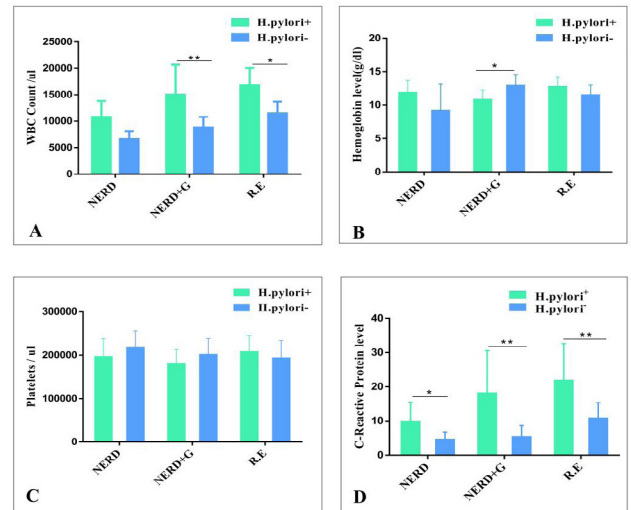 H.pylori+
H.pylori-
WBC Count /ul
25000
20000
15000
10000
5000
0
**
*
NERD
NERD+G
R.E
A
H.pylori+
H.pylori-
Hemoglobin level(g/dl)
20
15
10
5
0
*
NERD
NERD+G
R.E
B
H.pylori+
H.pylori-
Platelets / ul
300000
200000
100000
0
NERD
NERD+G
R.E
C
H.pylori+
H.pylori-
C-Reactive Protein level
40
30
20
10
0
*
**
**
NERD
NERD+G
R.E
D